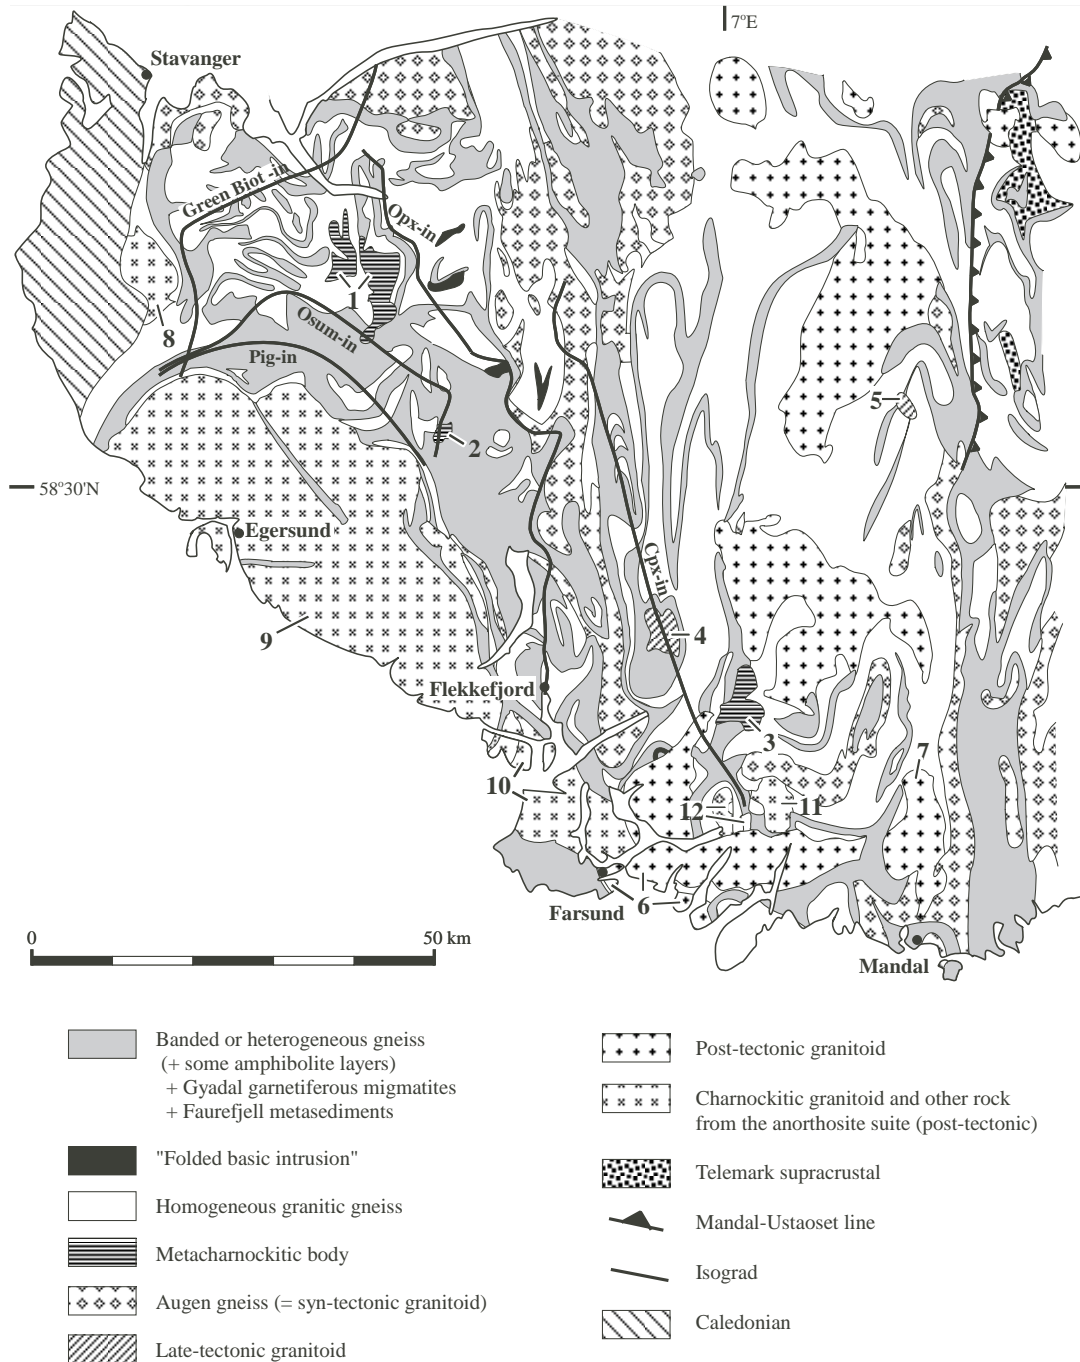 7°E
Stavanger
Green Biot -in
Opx-in
1
Osum-in
8
Pig-in
5
2
58°30'N
Egersund
Cpx-in
9
4
Flekkefjord
3
7
10
12
11
6
Farsund
Mandal
0
50 km
Banded or heterogeneous gneiss
(+ some amphibolite layers)
+ Gyadal garnetiferous migmatites
+ Faurefjell metasediments
"Folded basic intrusion"
Homogeneous granitic gneiss
Metacharnockitic body
Augen gneiss (= syn-tectonic granitoid)
Late-tectonic granitoid
Post-tectonic granitoid
Charnockitic granitoid and other rock
from the anorthosite suite (post-tectonic)
Telemark supracrustal
Mandal-Ustaoset line
Isograd
Caledonian